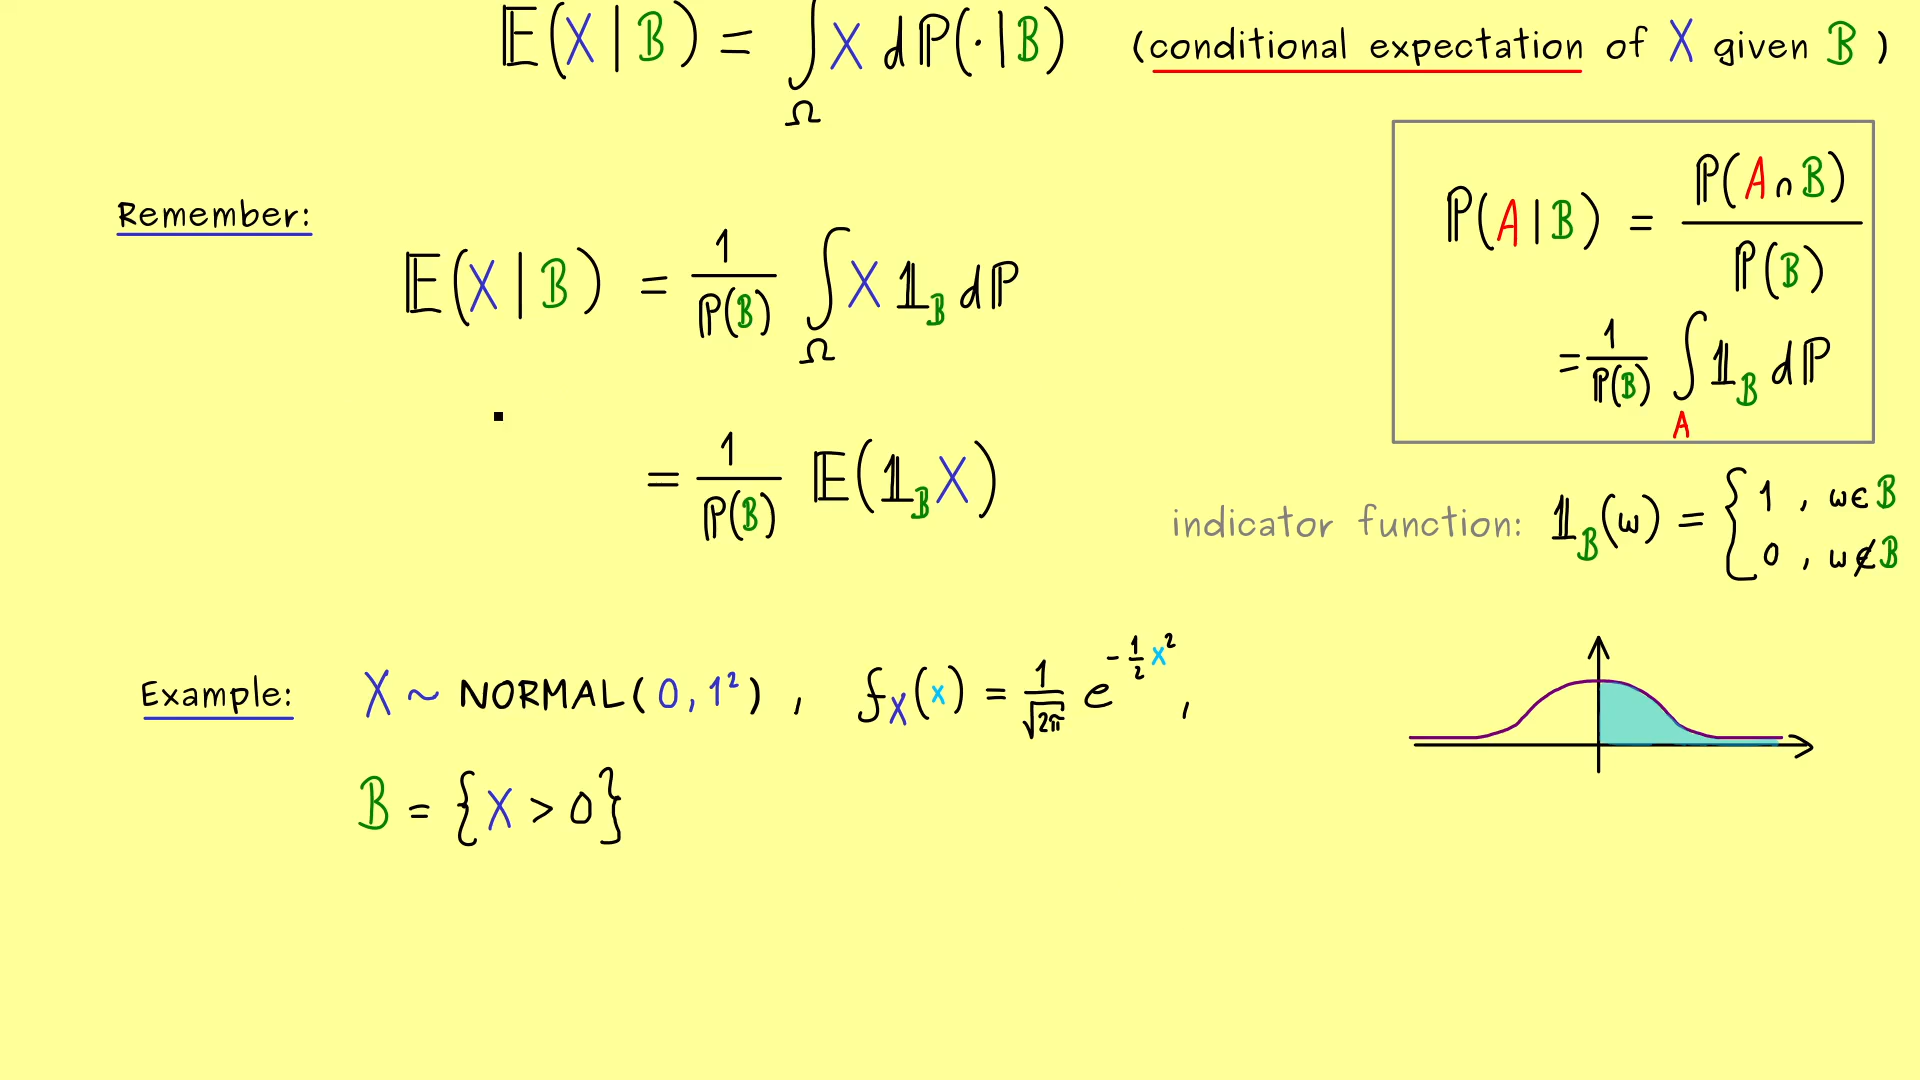 𝔼(X|B) = ∫_Ω X dℙ(·|B) (conditional expectation of X given B)
ℙ(A|B) = ℙ(A∩B) / ℙ(B)
= 1/ℙ(B) ∫_A 𝟙_B dℙ
Remember:
𝔼(X|B) = 1/ℙ(B) ∫_Ω X 𝟙_B dℙ
= 1/ℙ(B) 𝔼(𝟙_B X)
indicator function: 𝟙_B(ω) = { 1 , ω∈B
0 , ω∉B
Example: X ~ NORMAL(0,1²) , f_X(x) = 1/√2π e^{-1/2 x²} ,
B = {X > 0}